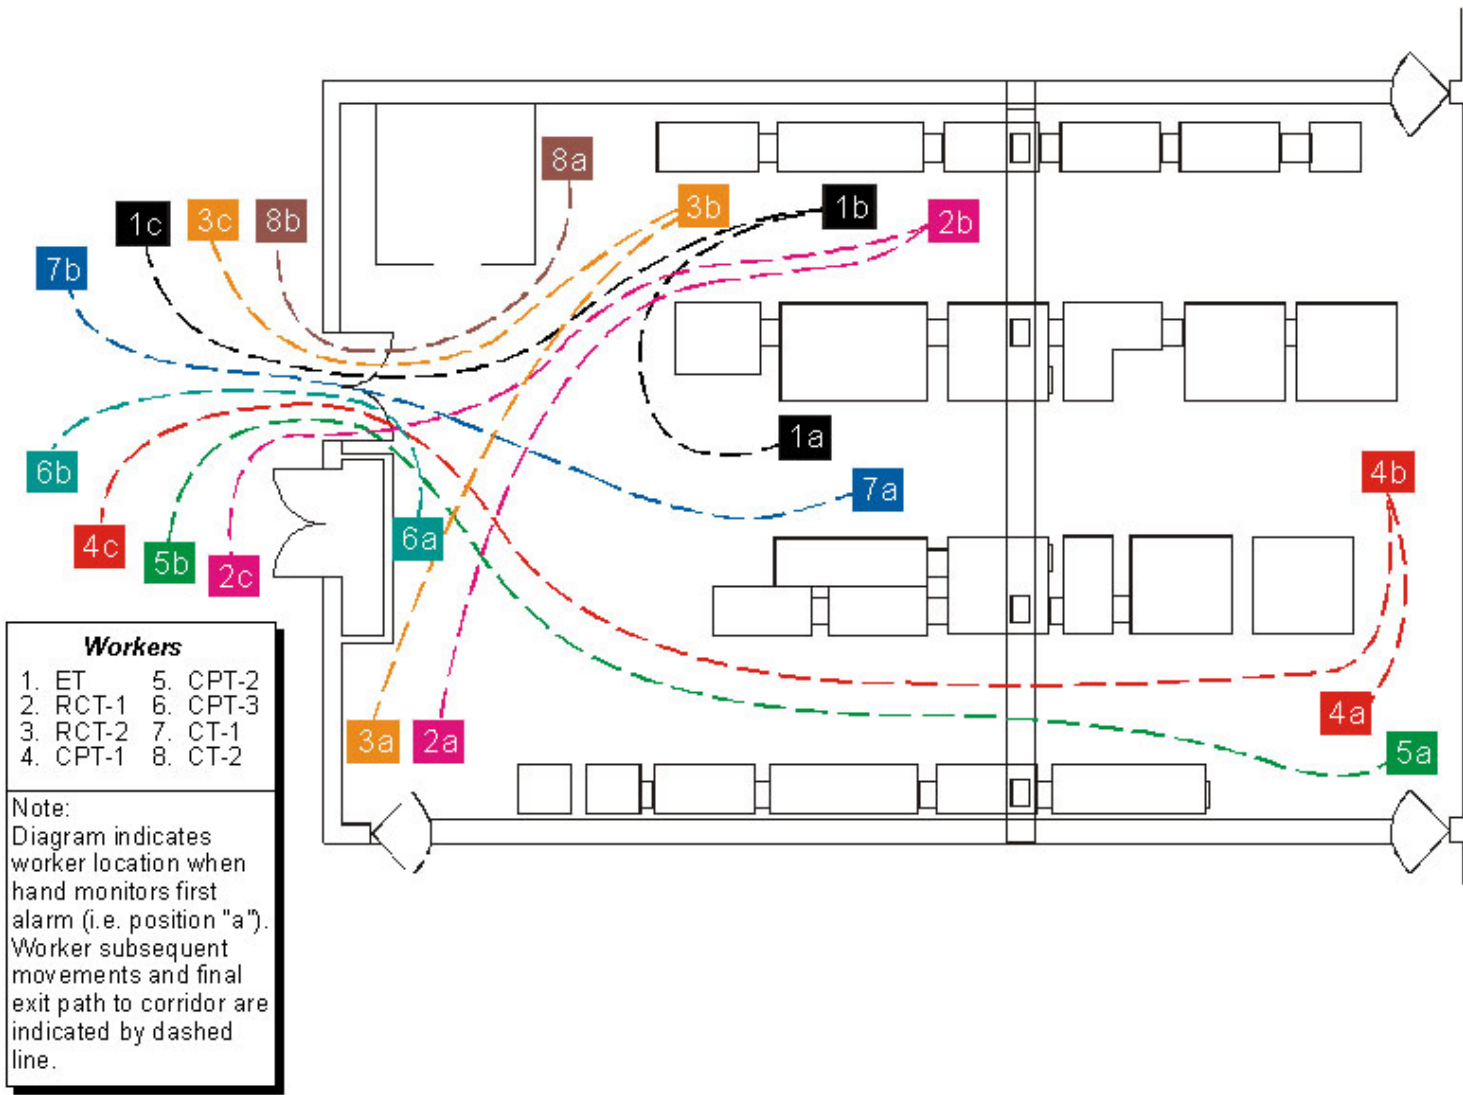 8a
1c
3c
8b
3b
1b
2b
7b
1a
4b
6b
7a
4c
5b
2c
6a
3a
2a
4a
5a
Workers
1. ET 5. CPT-2
2. RCT-1 6. CPT-3
3. RCT-2 7. CT-1
4. CPT-1 8. CT-2
Note:
Diagram indicates
worker location when
hand monitors first
alarm (i.e. position "a").
Worker subsequent
movements and final
exit path to corridor are
indicated by dashed
line.